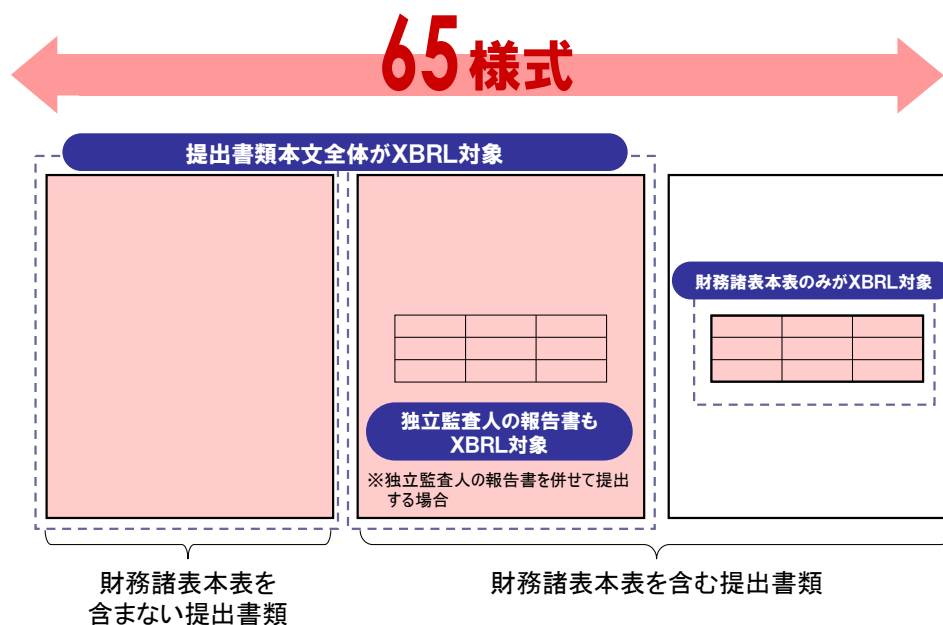 65様式
提出書類本文全体がXBRL対象
財務諸表本表のみがXBRL対象
独立監査人の報告書も
XBRL対象
※独立監査人の報告書を併せて提出
する場合
財務諸表本表を
含まない提出書類
財務諸表本表を含む提出書類